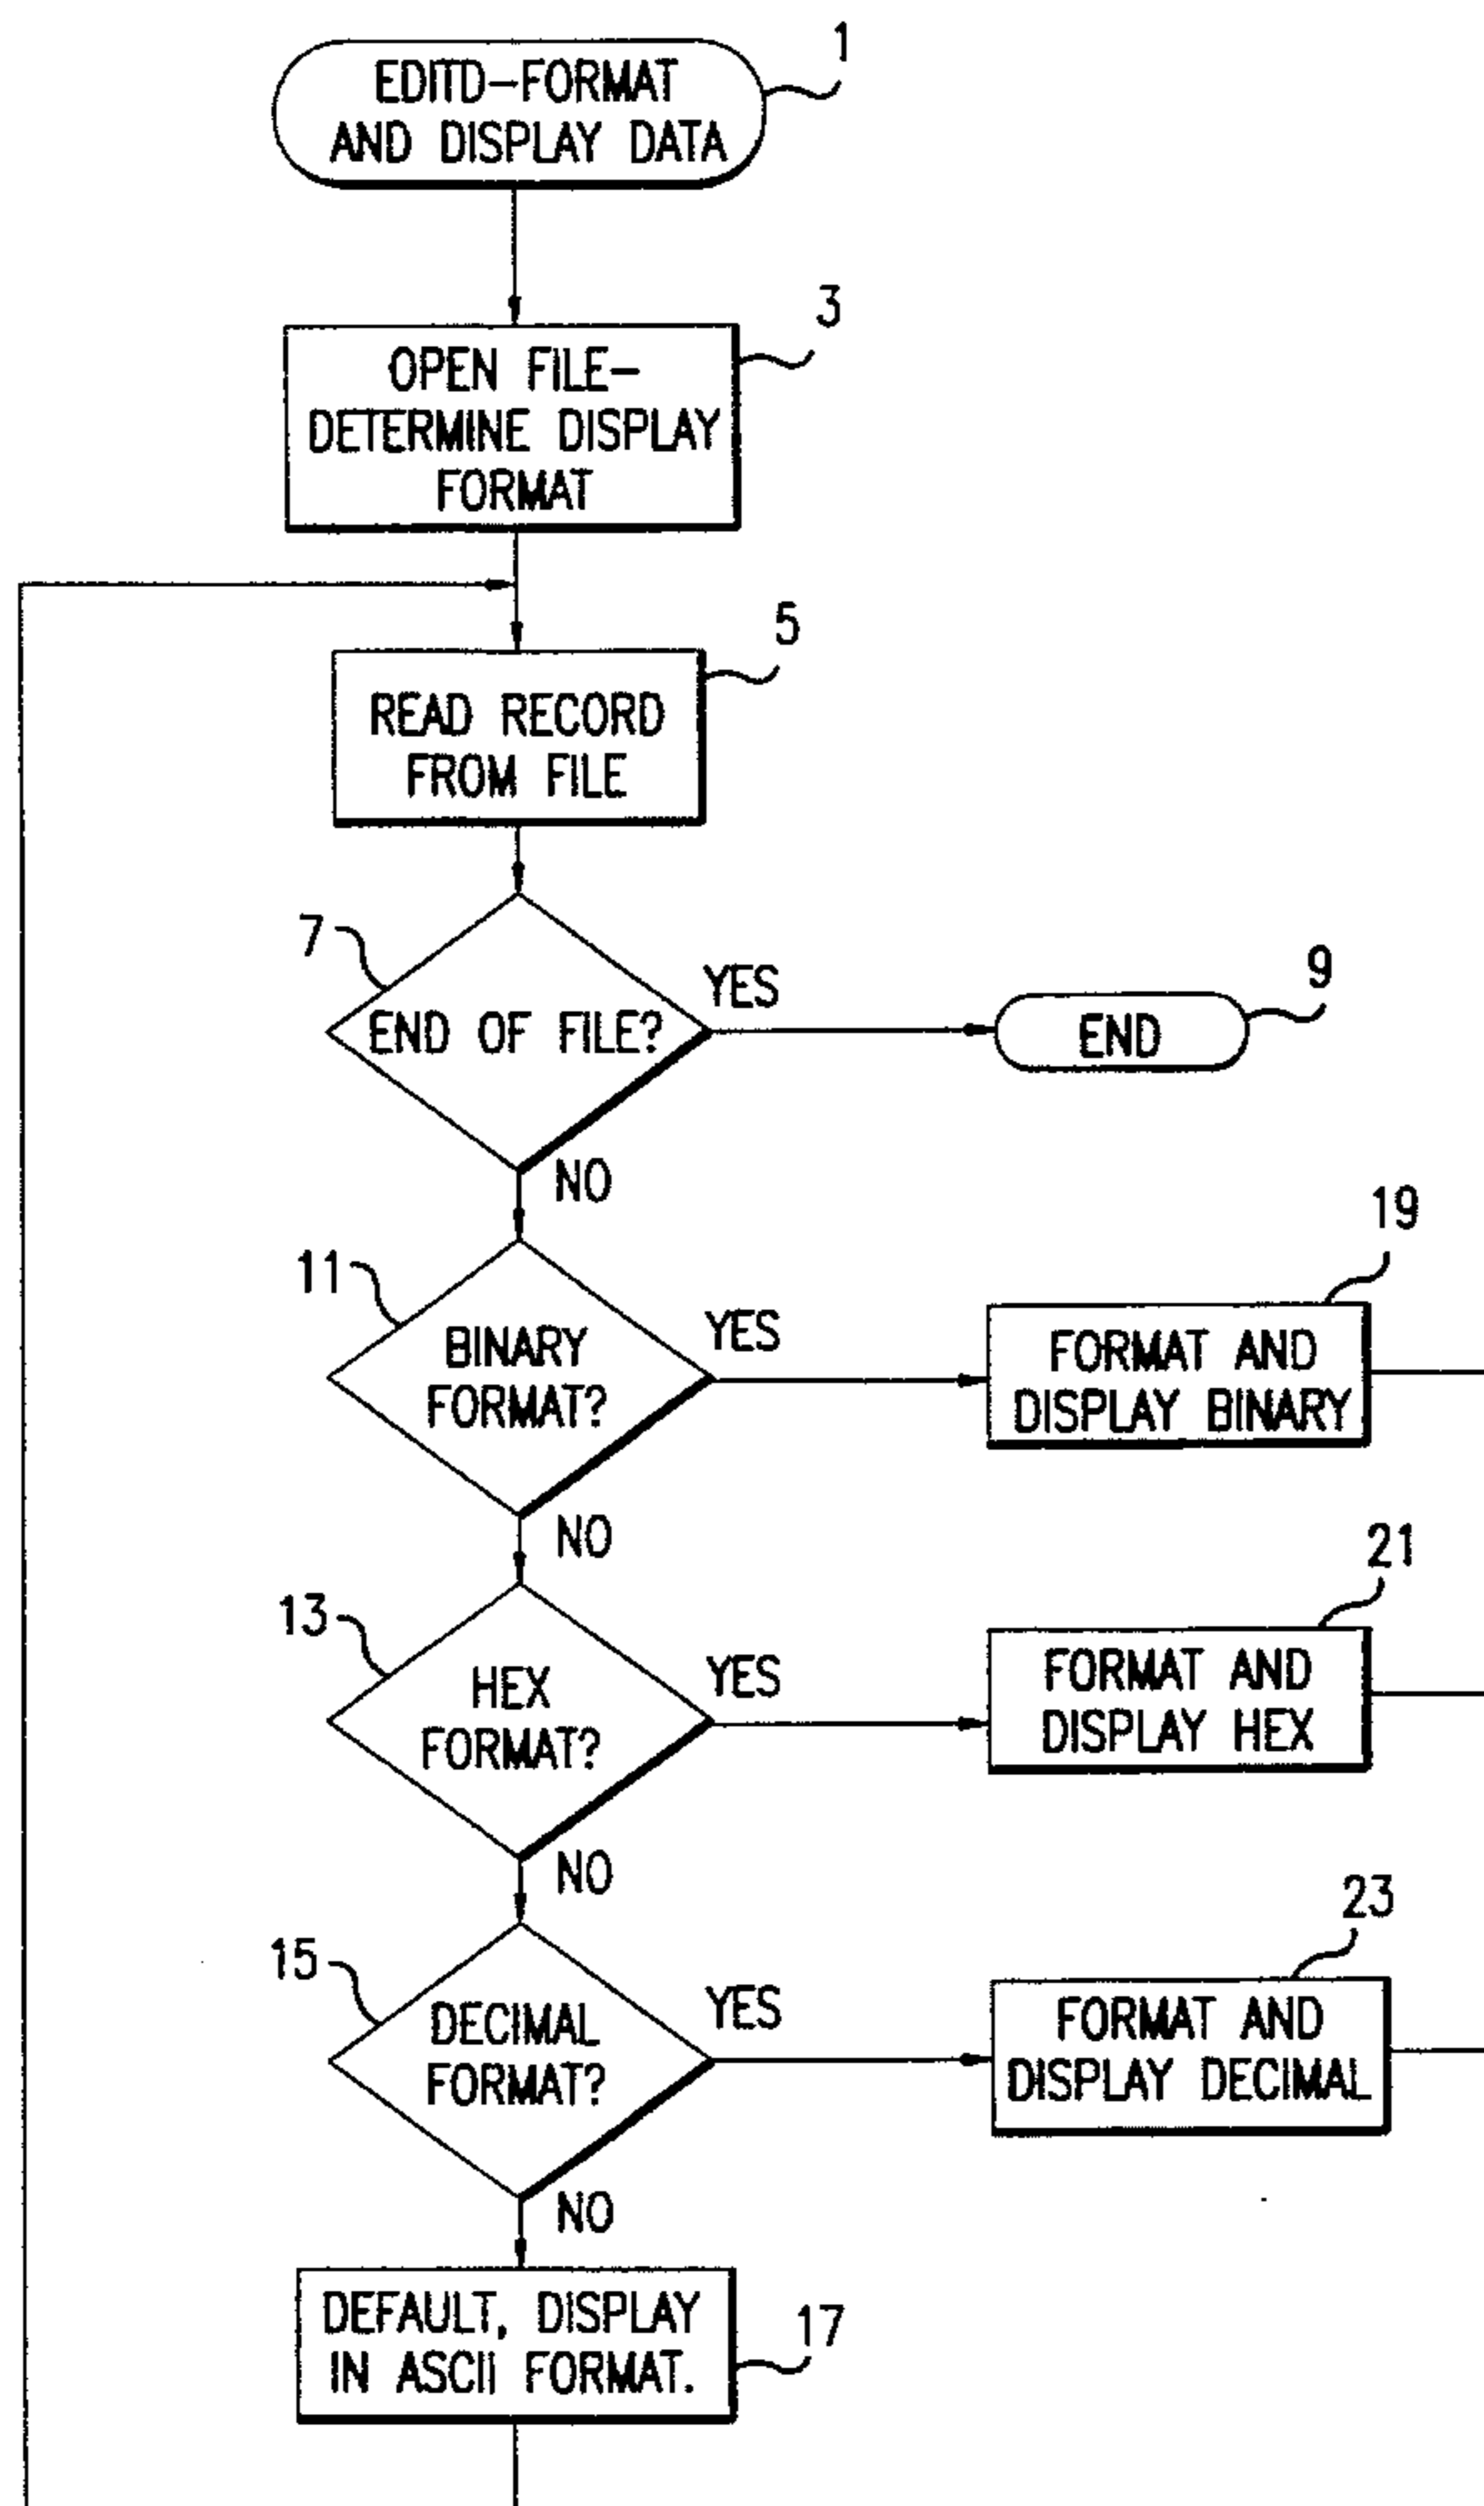 1
EDITD-FORMAT
AND DISPLAY DATA
3
OPEN FILE-
DETERMINE DISPLAY
FORMAT
5
READ RECORD
FROM FILE
7
END OF FILE?
YES
9
END
NO
11
BINARY
FORMAT?
YES
19
FORMAT AND
DISPLAY BINARY
NO
13
HEX
FORMAT?
YES
21
FORMAT AND
DISPLAY HEX
NO
15
DECIMAL
FORMAT?
YES
23
FORMAT AND
DISPLAY DECIMAL
NO
DEFAULT, DISPLAY
IN ASCII FORMAT.
17